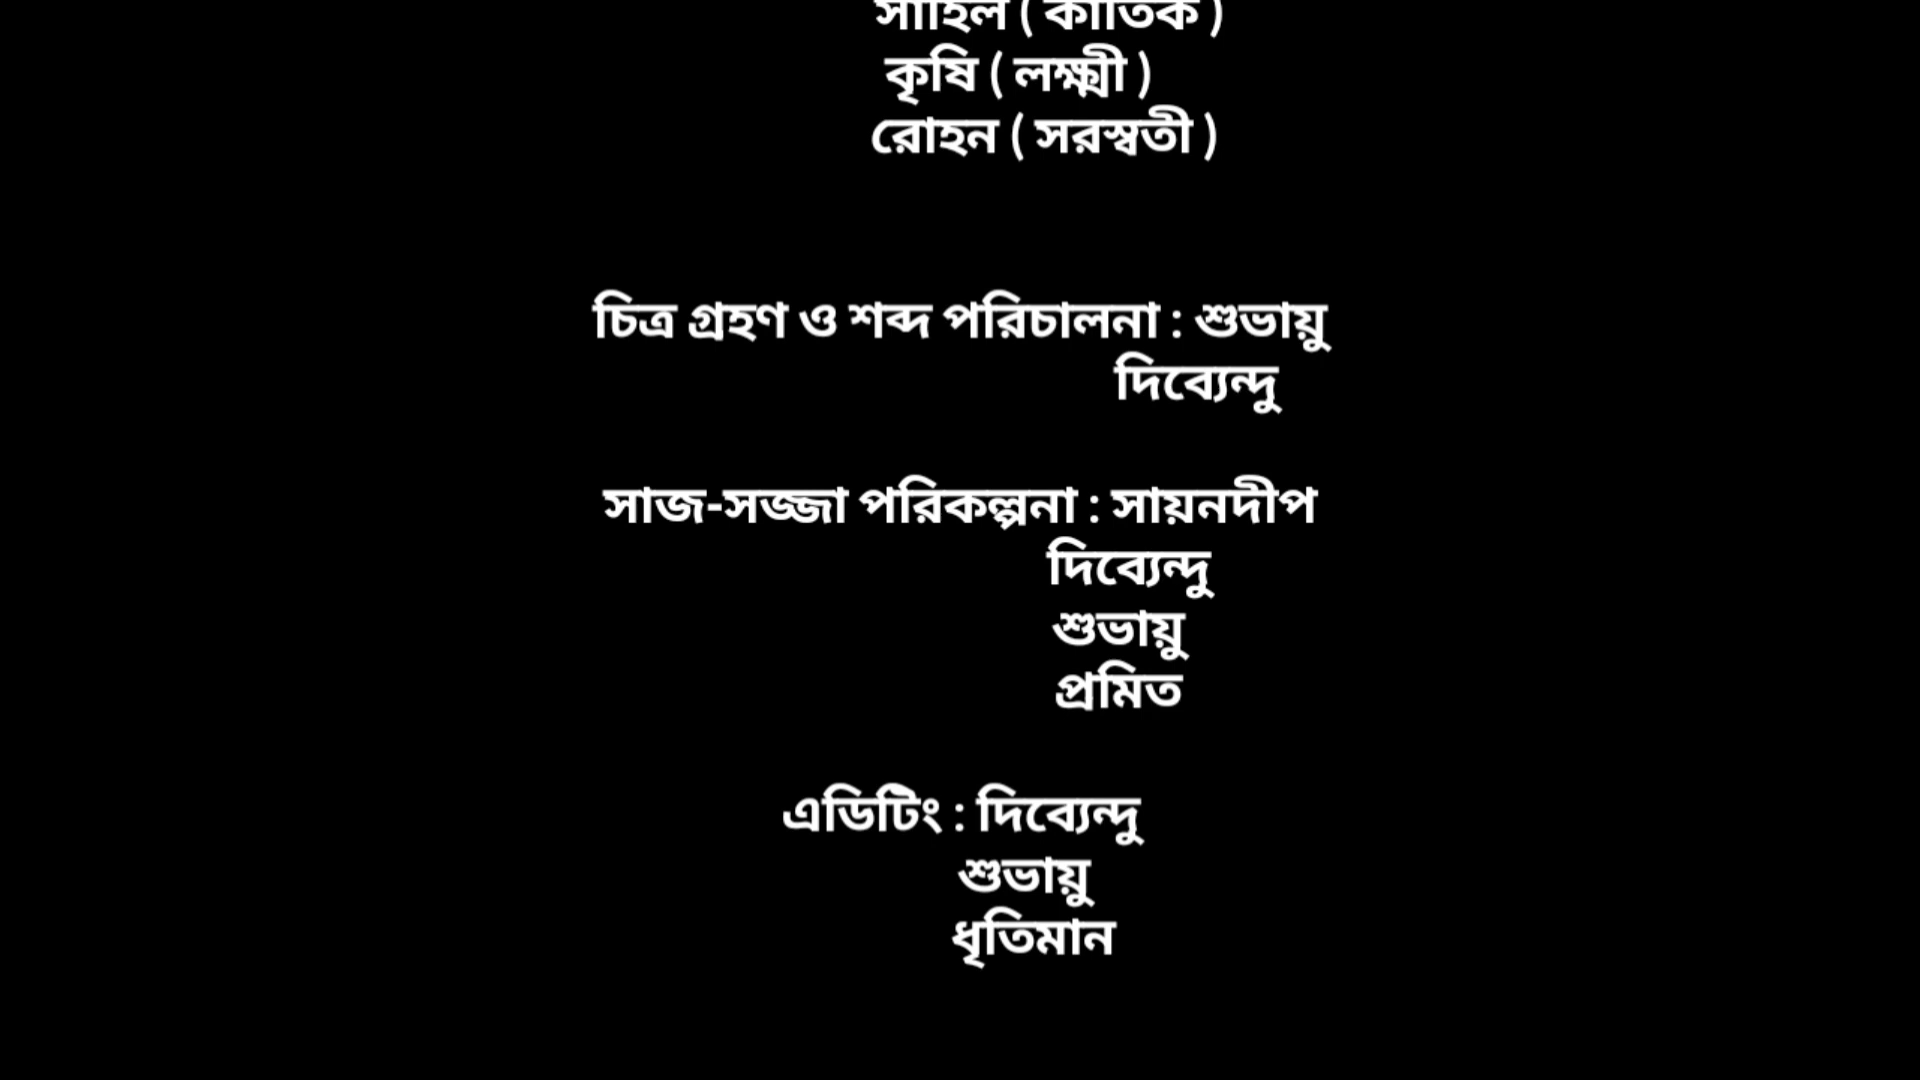 সাহিল ( কার্তিক )
কৃষি ( লক্ষ্মী )
রোহন ( সরস্বতী )
চিত্র গ্রহণ ও শব্দ পরিচালনা : শুভায়ু
দিব্যেন্দু
সাজ-সজ্জা পরিকল্পনা : সায়নদীপ
দিব্যেন্দু
শুভায়ু
প্রমিত
এডিটিং : দিব্যেন্দু
শুভায়ু
ধৃতিমান